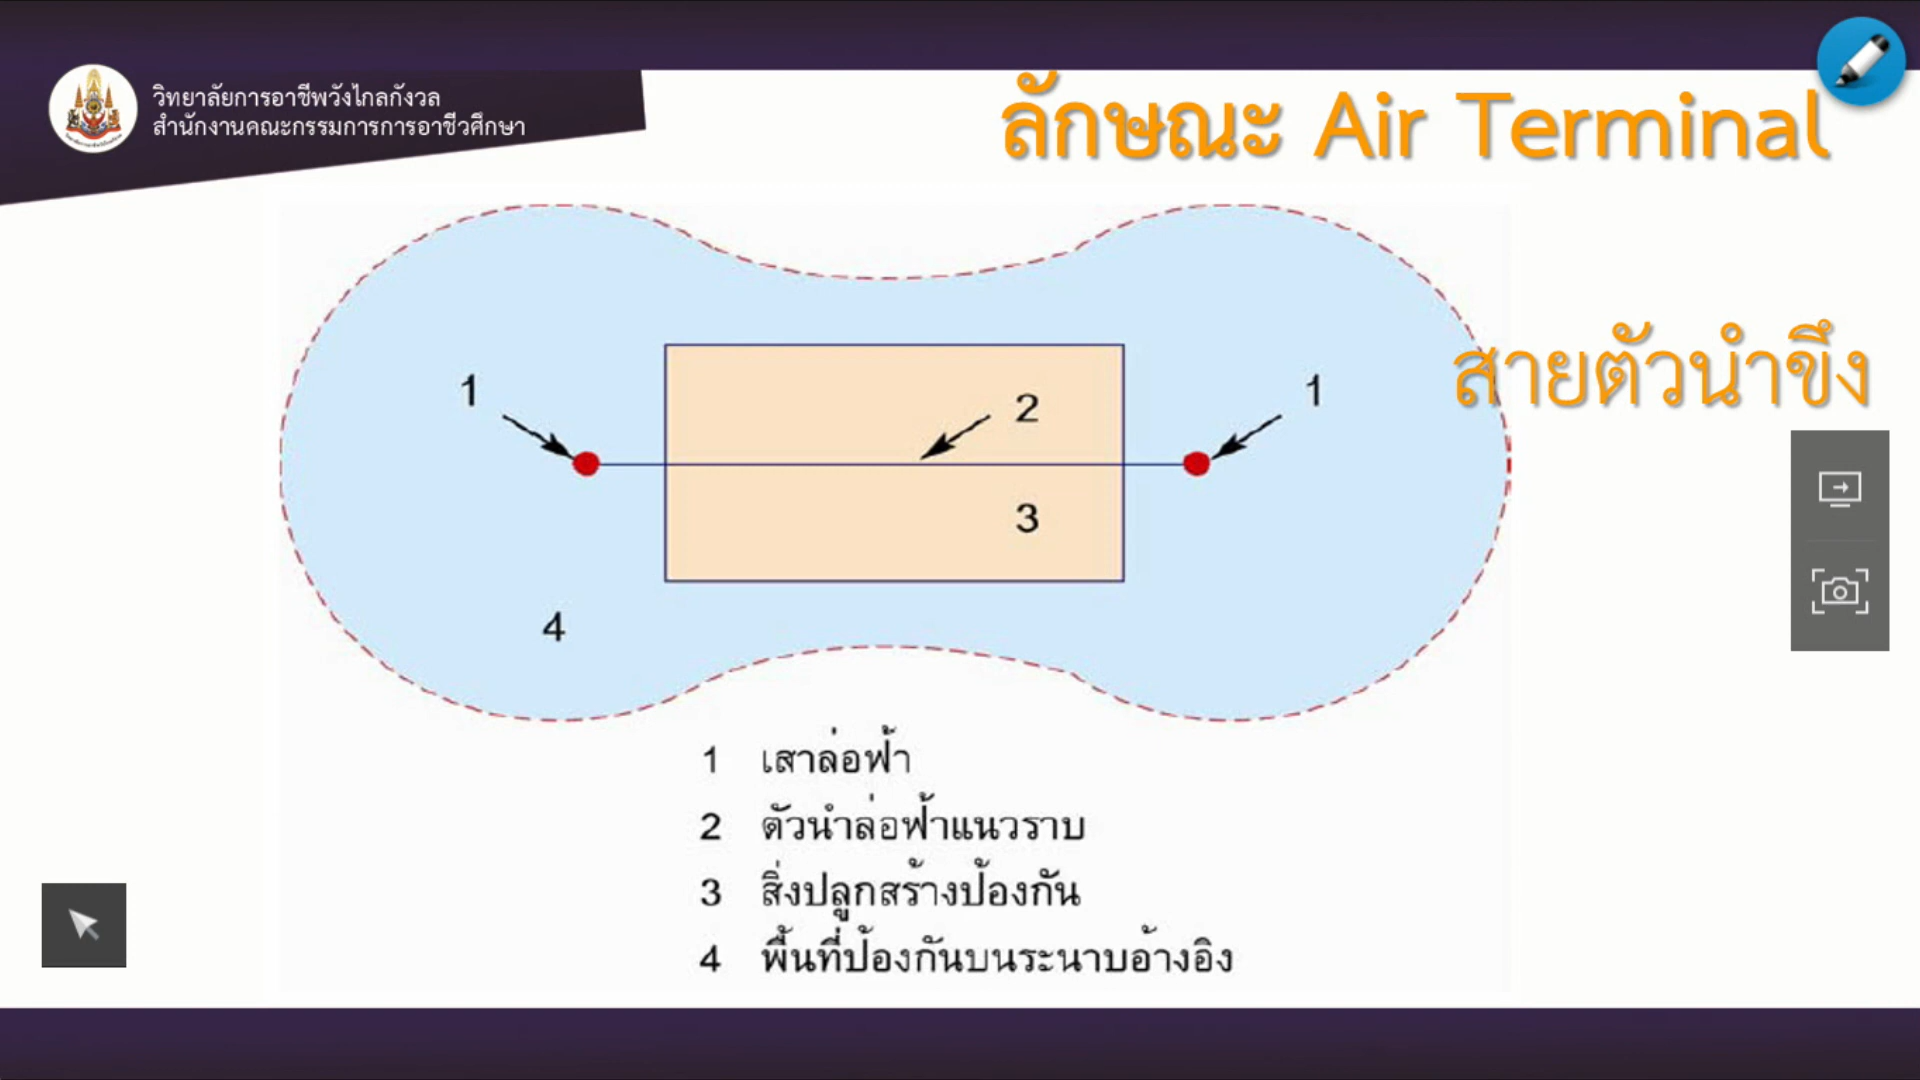 วิทยาลัยการอาชีพวังไกลกังวล
สำนักงานคณะกรรมการการอาชีวศึกษา
ลักษณะ Air Terminal
สายตัวนำขึง
1
2
1
3
4
1 เสาล่อฟ้า
2 ตัวนำล่อฟ้าแนวราบ
3 สิ่งปลูกสร้างป้องกัน
4 พื้นที่ป้องกันบนระนาบอ้างอิง